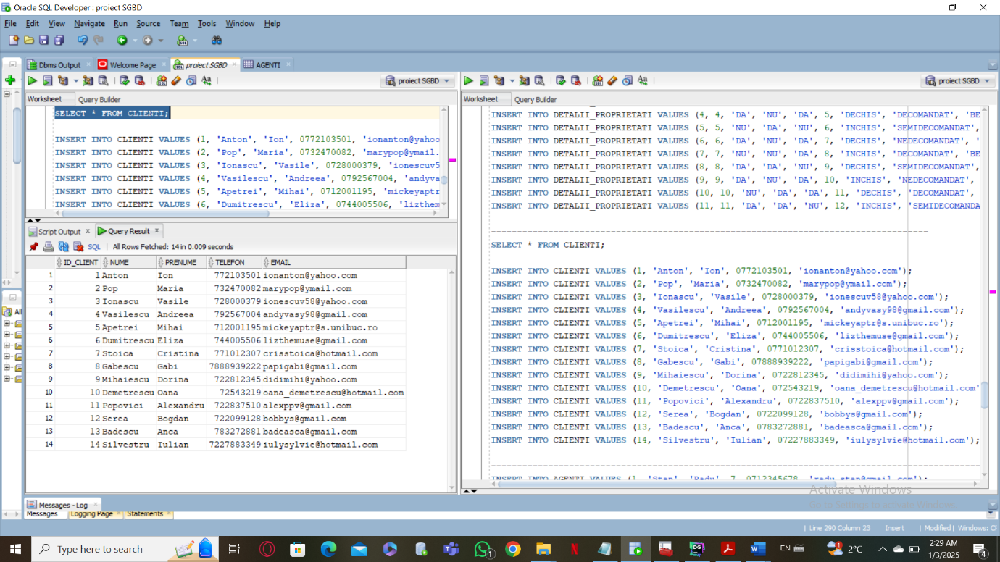 Oracle SQL Developer : proiect SGBD
File Edit View Navigate Run Source Team Tools Window Help
Dbms Output Welcome Page proiect SGBD AGENTI
proiect SGBD
Worksheet Query Builder
SELECT * FROM CLIENTI;
INSERT INTO CLIENTI VALUES (1, 'Anton', 'Ion', 0772103501, 'ionanton@yahoo
INSERT INTO CLIENTI VALUES (2, 'Pop', 'Maria', 0732470082, 'marypop@ymail.
INSERT INTO CLIENTI VALUES (3, 'Ionascu', 'Vasile', 0728000379, 'ionescuv5
INSERT INTO CLIENTI VALUES (4, 'Vasilescu', 'Andreea', 0792567004, 'andyva
INSERT INTO CLIENTI VALUES (5, 'Apetrei', 'Mihai', 0712001195, 'mickeyaptr
INSERT INTO CLIENTI VALUES (6, 'Dumitrescu', 'Eliza', 0744005506, 'lizthem
Script Output Query Result
SQL All Rows Fetched: 14 in 0.009 seconds
ID_CLIENT NUME PRENUME TELEFON EMAIL
1 1 Anton Ion 772103501 ionanton@yahoo.com
2 2 Pop Maria 732470082 marypop@ymail.com
3 3 Ionascu Vasile 728000379 ionescuv58@yahoo.com
4 4 Vasilescu Andreea 792567004 andyvasy98@gmail.com
5 5 Apetrei Mihai 712001195 mickeyaptr@s.unibuc.ro
6 6 Dumitrescu Eliza 744005506 lizthemuse@gmail.com
7 7 Stoica Cristina 771012307 crisstoica@hotmail.com
8 8 Gabescu Gabi 7888939222 papigabi@gmail.com
9 9 Mihaiescu Dorina 722812345 didimihi@yahoo.com
10 10 Demetrescu Oana 72543219 oana_demetrescu@hotmail.com
11 11 Popovici Alexandru 722837510 alexppv@gmail.com
12 12 Serea Bogdan 722099128 bobbys@gmail.com
13 13 Badescu Anca 783272881 badeasca@gmail.com
14 14 Silvestru Iulian 7227883349 iulysylvie@hotmail.com
proiect SGBD
Worksheet Query Builder
INSERT INTO DETALII_PROPRIETATI VALUES (4, 4, 'DA', 'NU', 'DA', 5, 'DECHIS', 'DECOMANDAT', 'BE
INSERT INTO DETALII_PROPRIETATI VALUES (5, 5, 'NU', 'DA', 'NU', 6, 'INCHIS', 'SEMIDECOMANDAT',
INSERT INTO DETALII_PROPRIETATI VALUES (6, 6, 'DA', 'NU', 'DA', 7, 'DECHIS', 'NEDECOMANDAT', '
INSERT INTO DETALII_PROPRIETATI VALUES (7, 7, 'NU', 'NU', 'DA', 8, 'INCHIS', 'DECOMANDAT', 'BE
INSERT INTO DETALII_PROPRIETATI VALUES (8, 8, 'DA', 'DA', 'NU', 9, 'DECHIS', 'SEMIDECOMANDAT',
INSERT INTO DETALII_PROPRIETATI VALUES (9, 9, 'DA', 'NU', 'DA', 10, 'INCHIS', 'NEDECOMANDAT',
INSERT INTO DETALII_PROPRIETATI VALUES (10, 10, 'NU', 'DA', 'DA', 11, 'DECHIS', 'DECOMANDAT',
INSERT INTO DETALII_PROPRIETATI VALUES (11, 11, 'DA', 'DA', 'NU', 12, 'INCHIS', 'SEMIDECOMANDA
SELECT * FROM CLIENTI;
INSERT INTO CLIENTI VALUES (1, 'Anton', 'Ion', 0772103501, 'ionanton@yahoo.com');
INSERT INTO CLIENTI VALUES (2, 'Pop', 'Maria', 0732470082, 'marypop@ymail.com');
INSERT INTO CLIENTI VALUES (3, 'Ionascu', 'Vasile', 0728000379, 'ionescuv58@yahoo.com');
INSERT INTO CLIENTI VALUES (4, 'Vasilescu', 'Andreea', 0792567004, 'andyvasy98@gmail.com');
INSERT INTO CLIENTI VALUES (5, 'Apetrei', 'Mihai', 0712001195, 'mickeyaptr@s.unibuc.ro');
INSERT INTO CLIENTI VALUES (6, 'Dumitrescu', 'Eliza', 0744005506, 'lizthemuse@gmail.com');
INSERT INTO CLIENTI VALUES (7, 'Stoica', 'Cristina', 0771012307, 'crisstoica@hotmail.com');
INSERT INTO CLIENTI VALUES (8, 'Gabescu', 'Gabi', 07888939222, 'papigabi@gmail.com');
INSERT INTO CLIENTI VALUES (9, 'Mihaiescu', 'Dorina', 0722812345, 'didimihi@yahoo.com');
INSERT INTO CLIENTI VALUES (10, 'Demetrescu', 'Oana', 072543219, 'oana_demetrescu@hotmail.com'
INSERT INTO CLIENTI VALUES (11, 'Popovici', 'Alexandru', 0722837510, 'alexppv@gmail.com');
INSERT INTO CLIENTI VALUES (12, 'Serea', 'Bogdan', 0722099128, 'bobbys@gmail.com');
INSERT INTO CLIENTI VALUES (13, 'Badescu', 'Anca', 0783272881, 'badeasca@gmail.com');
INSERT INTO CLIENTI VALUES (14, 'Silvestru', 'Iulian', 07227883349, 'iulysylvie@hotmail.com');
INSERT INTO AGENTI VALUES (1, 'Stan', 'Radu', 7, 0712345678, 'radu.stan@gmail.com');
Activate Windows
Go to Settings to activate Windows.
All
Messages - Log
Messages Logging Page Statements
Line 290 Column 23 Insert Modified Windows: CF
Type here to search
1
EN
2°C
2:29 AM
1/3/2025
4